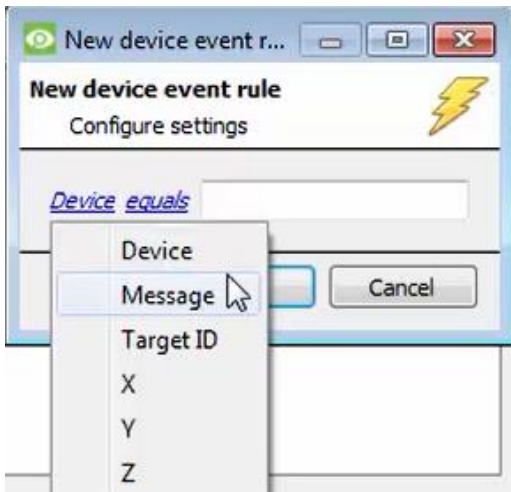 New device event r...
New device event rule
Configure settings
Device equals
Device
Message
Cancel
Target ID
X
Y
Z